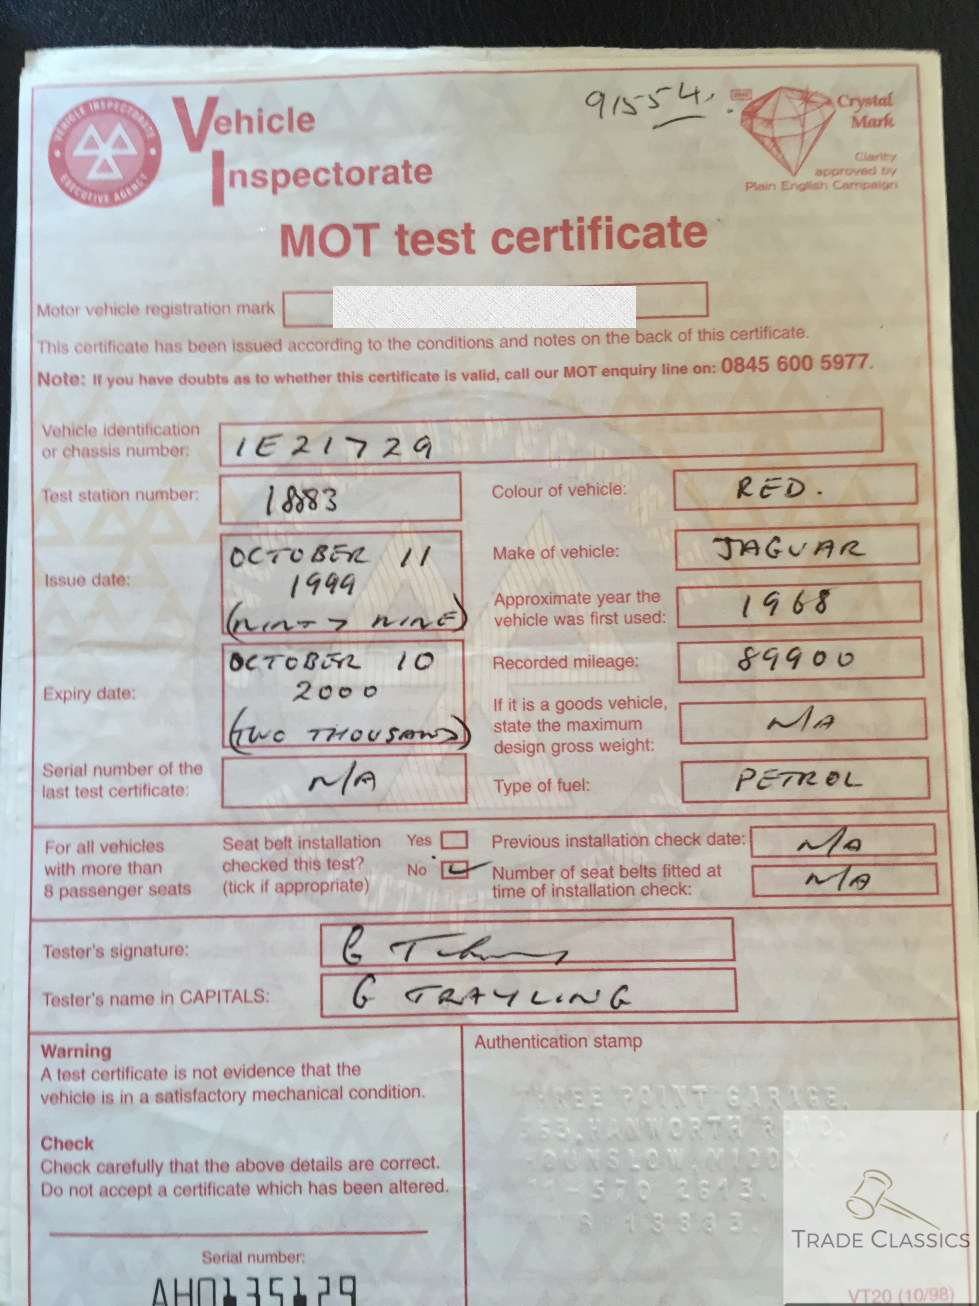 91554.
VEHICLE INSPECTORATE
EXECUTIVE AGENCY
Vehicle
Inspectorate
Crystal
Mark
Clarity
approved by
Plain English Campaign
MOT test certificate
Motor vehicle registration mark
This certificate has been issued according to the conditions and notes on the back of this certificate.
Note: If you have doubts as to whether this certificate is valid, call our MOT enquiry line on: 0845 600 5977.
Vehicle identification
or chassis number: 1E21729
Test station number: 18883
Colour of vehicle: RED.
Issue date: OCTOBER 11
1999
(NINTY NINE)
Make of vehicle: JAGUAR
Approximate year the
vehicle was first used: 1968
Expiry date: OCTOBER 10
2000
(TWO THOUSAND)
Recorded mileage: 89900
If it is a goods vehicle,
state the maximum
design gross weight: N/A
Serial number of the
last test certificate: N/A
Type of fuel: PETROL
For all vehicles
with more than
8 passenger seats
Seat belt installation
checked this test?
(tick if appropriate)
Yes
No
Previous installation check date: N/A
Number of seat belts fitted at
time of installation check: N/A
Tester's signature:
Tester's name in CAPITALS: G TRAYLING
Warning
A test certificate is not evidence that the
vehicle is in a satisfactory mechanical condition.
Check
Check carefully that the above details are correct.
Do not accept a certificate which has been altered.
Serial number:
AH0135129
Authentication stamp
THREE POINT GARAGE,
HANWORTH ROAD,
HOUNSLOW, MIDDX.
570 2613.
TRADE CLASSICS
VT20 (10/98)